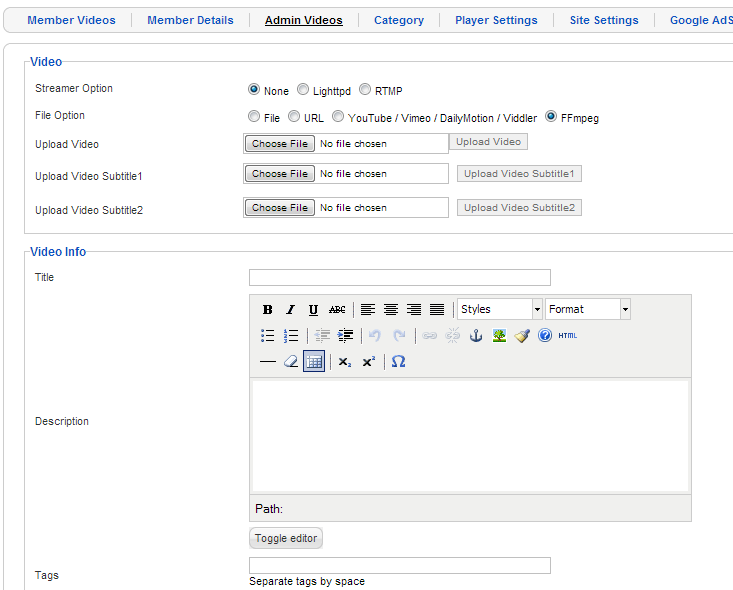 Member Videos Member Details Admin Videos Category Player Settings Site Settings Google AdS
Video
Streamer Option None Lighttpd RTMP
File Option File URL YouTube / Vimeo / DailyMotion / Viddler FFmpeg
Upload Video Choose File No file chosen Upload Video
Upload Video Subtitle1 Choose File No file chosen Upload Video Subtitle1
Upload Video Subtitle2 Choose File No file chosen Upload Video Subtitle2
Video Info
Title
B I U ABC Styles Format
HTML
x₂ x² Ω
Description
Path:
Toggle editor
Tags
Separate tags by space